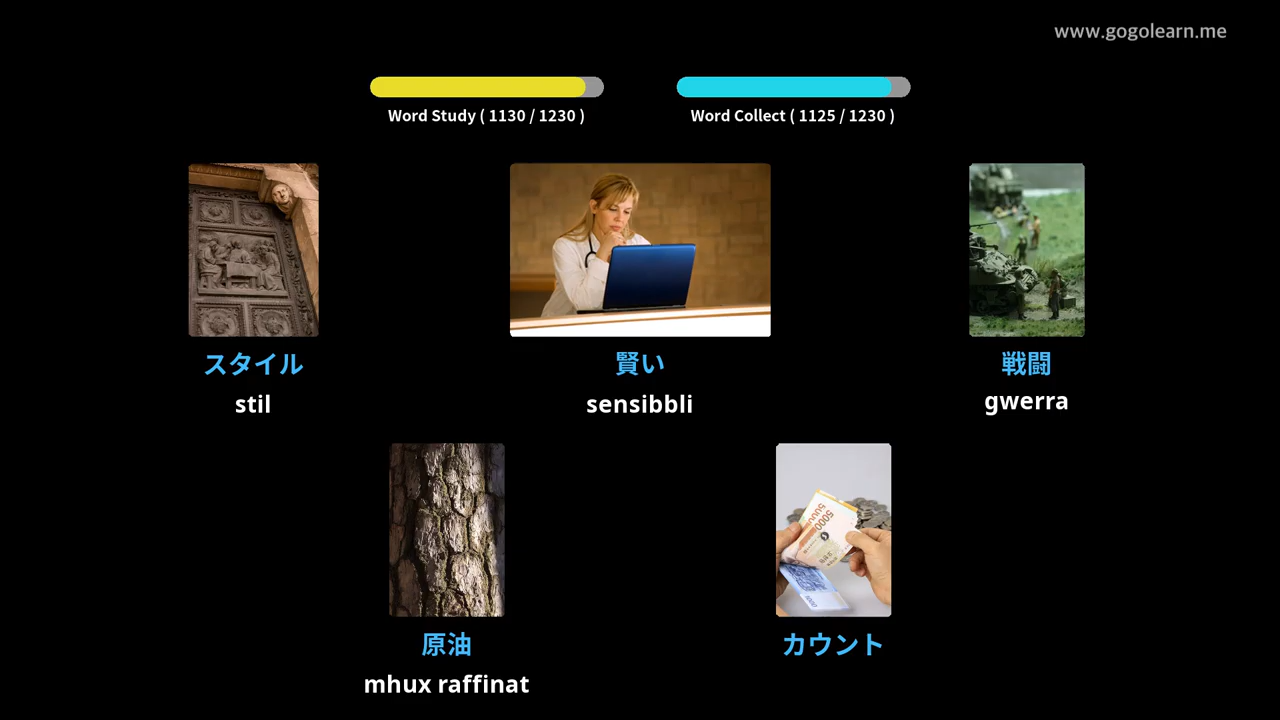 www.gogolearn.me
Word Study ( 1130 / 1230 )
Word Collect ( 1125 / 1230 )
スタイル
stil
賢い
sensibbli
戦闘
gwerra
5000
原油
mhux raffinat
カウント